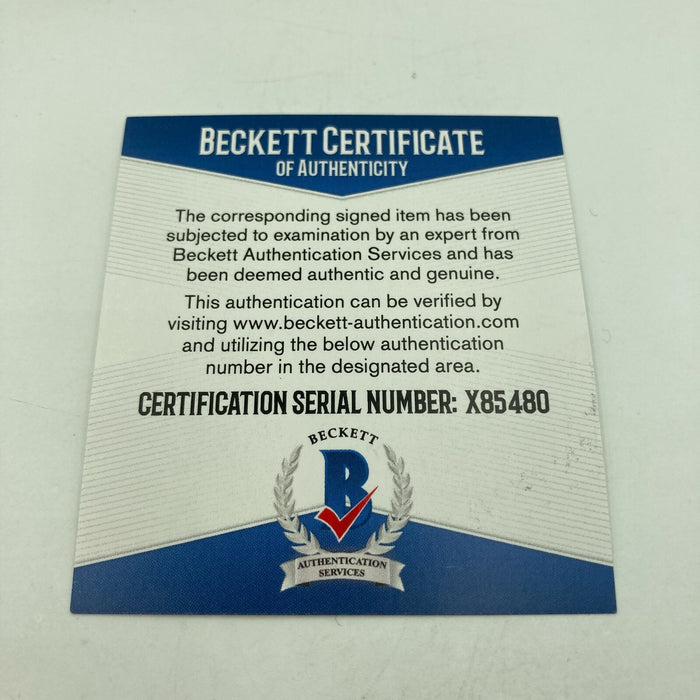 BECKETT CERTIFICATE
OF AUTHENTICITY
The corresponding signed item has been
subjected to examination by an expert from
Beckett Authentication Services and has
been deemed authentic and genuine.
This authentication can be verified by
visiting www.beckett-authentication.com
and utilizing the below authentication
number in the designated area.
CERTIFICATION SERIAL NUMBER: X85480
BECKETT
B
AUTHENTICATION
SERVICES